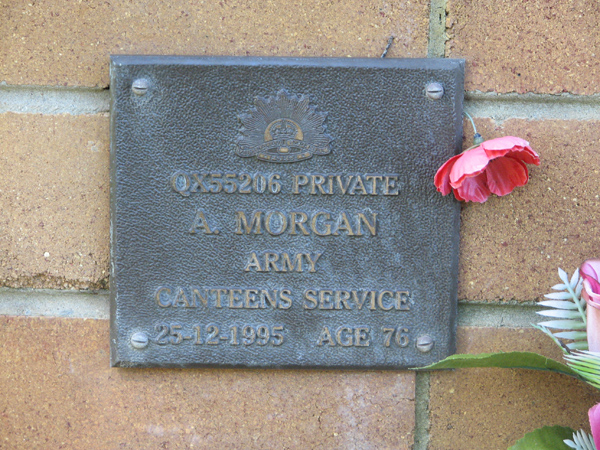 QX55206 PRIVATE
A. MORGAN
ARMY
CANTEENS SERVICE
25-12-1995 AGE 76